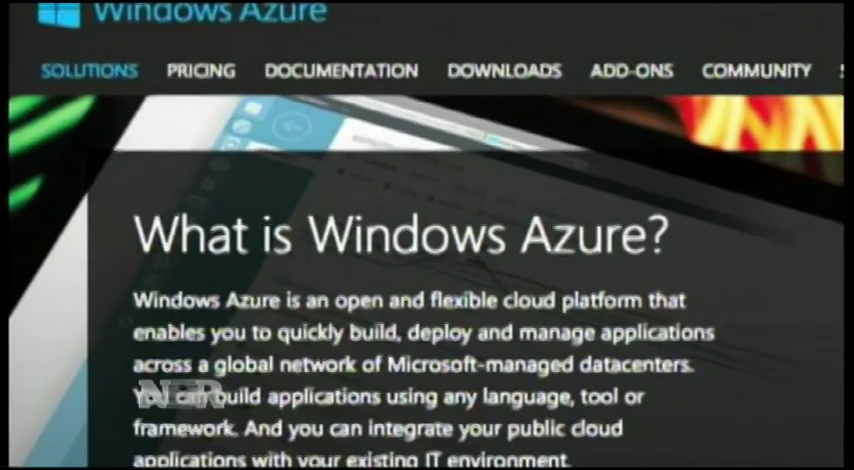 Windows Azure
SOLUTIONS PRICING DOCUMENTATION DOWNLOADS ADD-ONS COMMUNITY
What is Windows Azure?
Windows Azure is an open and flexible cloud platform that
enables you to quickly build, deploy and manage applications
across a global network of Microsoft-managed datacenters.
You can build applications using any language, tool or
NBR
framework. And you can integrate your public cloud
applications with your existing IT environment.